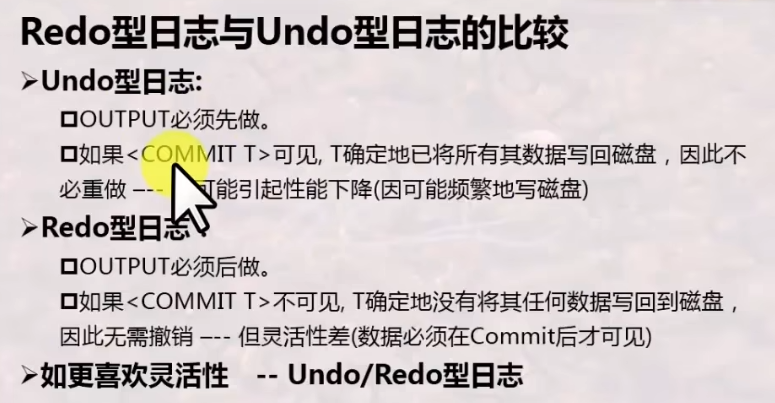 Redo型日志与Undo型日志的比较
➢Undo型日志:
❑OUTPUT必须先做。
❑如果<COMMIT T>可见, T确定地已将所有其数据写回磁盘，因此不
必重做 --- 可能引起性能下降(因可能频繁地写磁盘)
➢Redo型日志：
❑OUTPUT必须后做。
❑如果<COMMIT T>不可见, T确定地没有将其任何数据写回到磁盘，
因此无需撤销 --- 但灵活性差(数据必须在Commit后才可见)
➢如更喜欢灵活性 -- Undo/Redo型日志